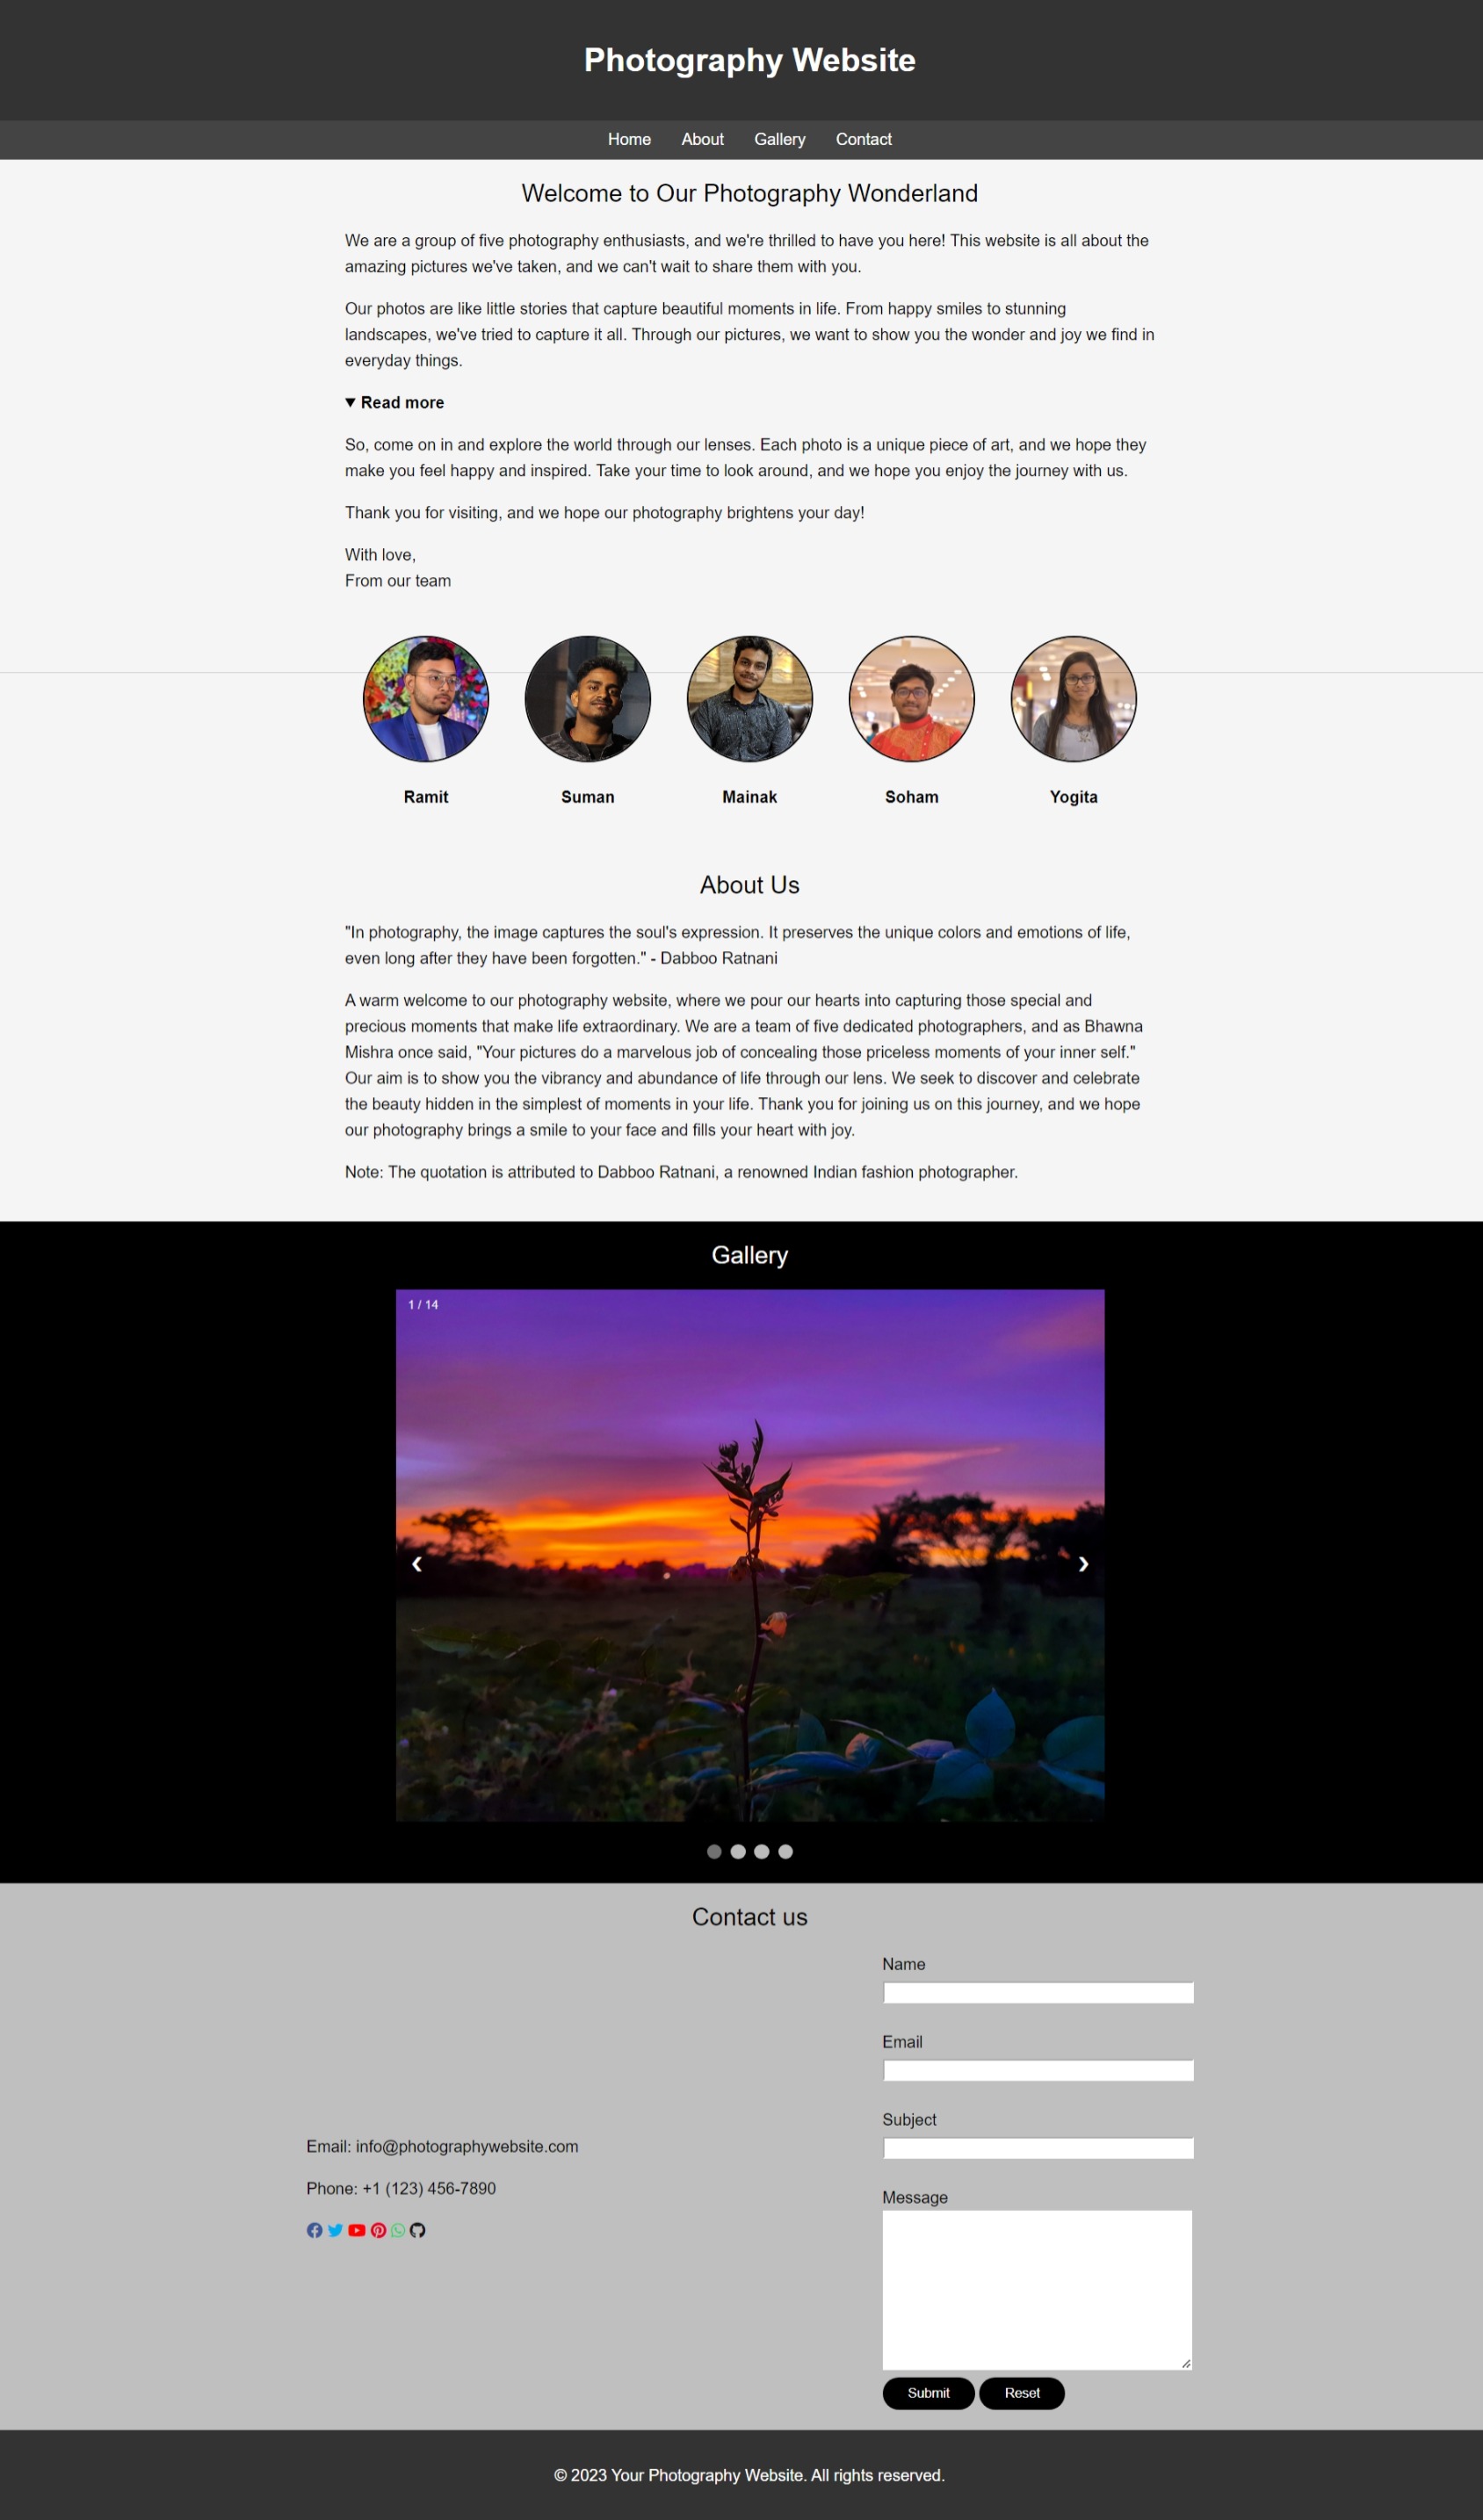 Photography Website
Home About Gallery Contact
Welcome to Our Photography Wonderland
We are a group of five photography enthusiasts, and we're thrilled to have you here! This website is all about the
amazing pictures we've taken, and we can't wait to share them with you.
Our photos are like little stories that capture beautiful moments in life. From happy smiles to stunning
landscapes, we've tried to capture it all. Through our pictures, we want to show you the wonder and joy we find in
everyday things.
▼ Read more
So, come on in and explore the world through our lenses. Each photo is a unique piece of art, and we hope they
make you feel happy and inspired. Take your time to look around, and we hope you enjoy the journey with us.
Thank you for visiting, and we hope our photography brightens your day!
With love,
From our team
Ramit Suman Mainak Soham Yogita
About Us
"In photography, the image captures the soul's expression. It preserves the unique colors and emotions of life,
even long after they have been forgotten." - Dabboo Ratnani
A warm welcome to our photography website, where we pour our hearts into capturing those special and
precious moments that make life extraordinary. We are a team of five dedicated photographers, and as Bhawna
Mishra once said, "Your pictures do a marvelous job of concealing those priceless moments of your inner self."
Our aim is to show you the vibrancy and abundance of life through our lens. We seek to discover and celebrate
the beauty hidden in the simplest of moments in your life. Thank you for joining us on this journey, and we hope
our photography brings a smile to your face and fills your heart with joy.
Note: The quotation is attributed to Dabboo Ratnani, a renowned Indian fashion photographer.
Gallery
1 / 14
❮ ❯
Contact us
Email: info@photographywebsite.com
Phone: +1 (123) 456-7890
Name
Email
Subject
Message
Submit Reset
© 2023 Your Photography Website. All rights reserved.